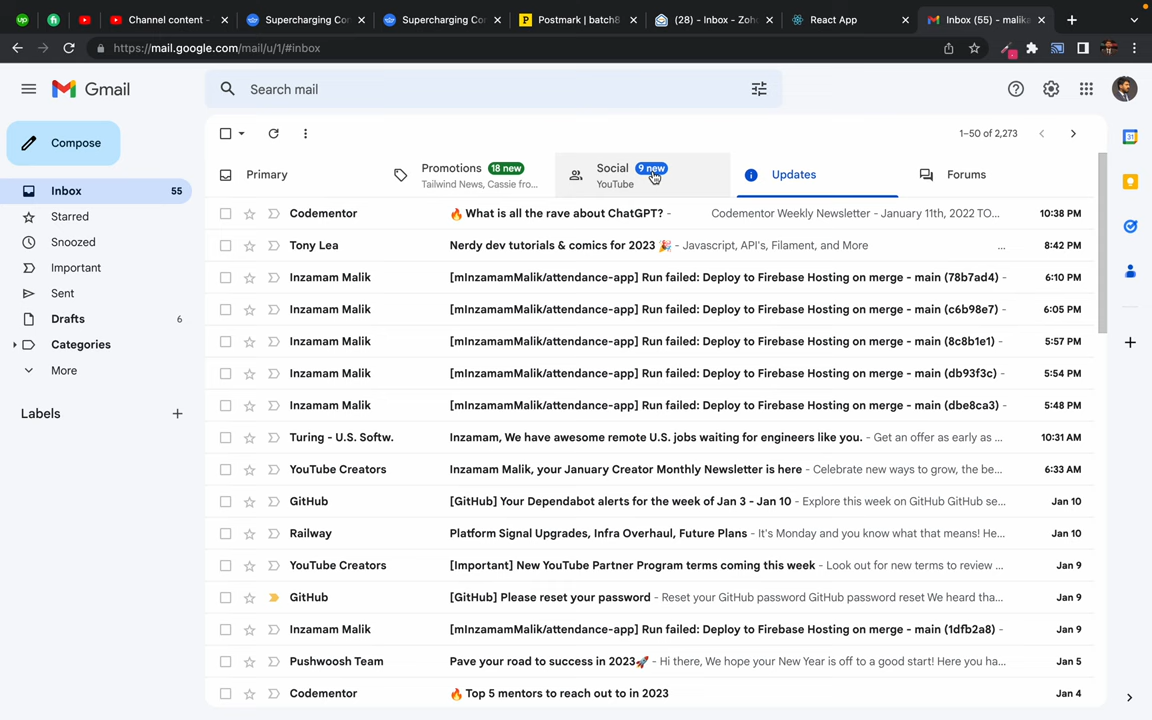 Channel content -
Supercharging Cor
Supercharging Con
Postmark | batch8
(28) - Inbox - Zoho
React App
Inbox (55) - malika
https://mail.google.com/mail/u/1/#inbox
Gmail
Search mail
Compose
1–50 of 2,273
Primary
Promotions 18 new
Tailwind News, Cassie fro...
Social 9 new
YouTube
Updates
Forums
Inbox 55
Starred
Snoozed
Important
Sent
Drafts 6
Categories
More
Labels
Codementor 🔥What is all the rave about ChatGPT? - Codementor Weekly Newsletter - January 11th, 2022 TO... 10:38 PM
Tony Lea Nerdy dev tutorials & comics for 2023 🎉 - Javascript, API's, Filament, and More ... 8:42 PM
Inzamam Malik [mInzamamMalik/attendance-app] Run failed: Deploy to Firebase Hosting on merge - main (78b7ad4) - 6:10 PM
Inzamam Malik [mInzamamMalik/attendance-app] Run failed: Deploy to Firebase Hosting on merge - main (c6b98e7) - 6:05 PM
Inzamam Malik [mInzamamMalik/attendance-app] Run failed: Deploy to Firebase Hosting on merge - main (8c8b1e1) - 5:57 PM
Inzamam Malik [mInzamamMalik/attendance-app] Run failed: Deploy to Firebase Hosting on merge - main (db93f3c) - 5:54 PM
Inzamam Malik [mInzamamMalik/attendance-app] Run failed: Deploy to Firebase Hosting on merge - main (dbe8ca3) - 5:48 PM
Turing - U.S. Softw. Inzamam, We have awesome remote U.S. jobs waiting for engineers like you. - Get an offer as early as ... 10:31 AM
YouTube Creators Inzamam Malik, your January Creator Monthly Newsletter is here - Celebrate new ways to grow, the be... 6:33 AM
GitHub [GitHub] Your Dependabot alerts for the week of Jan 3 - Jan 10 - Explore this week on GitHub GitHub se... Jan 10
Railway Platform Signal Upgrades, Infra Overhaul, Future Plans - It's Monday and you know what that means! He... Jan 10
YouTube Creators [Important] New YouTube Partner Program terms coming this week - Look out for new terms to review ... Jan 9
GitHub [GitHub] Please reset your password - Reset your GitHub password GitHub password reset We heard tha... Jan 9
Inzamam Malik [mInzamamMalik/attendance-app] Run failed: Deploy to Firebase Hosting on merge - main (1dfb2a8) - Jan 9
Pushwoosh Team Pave your road to success in 2023🚀 - Hi there, We hope your New Year is off to a good start! Here you ha... Jan 5
Codementor 🔥Top 5 mentors to reach out to in 2023 Jan 4